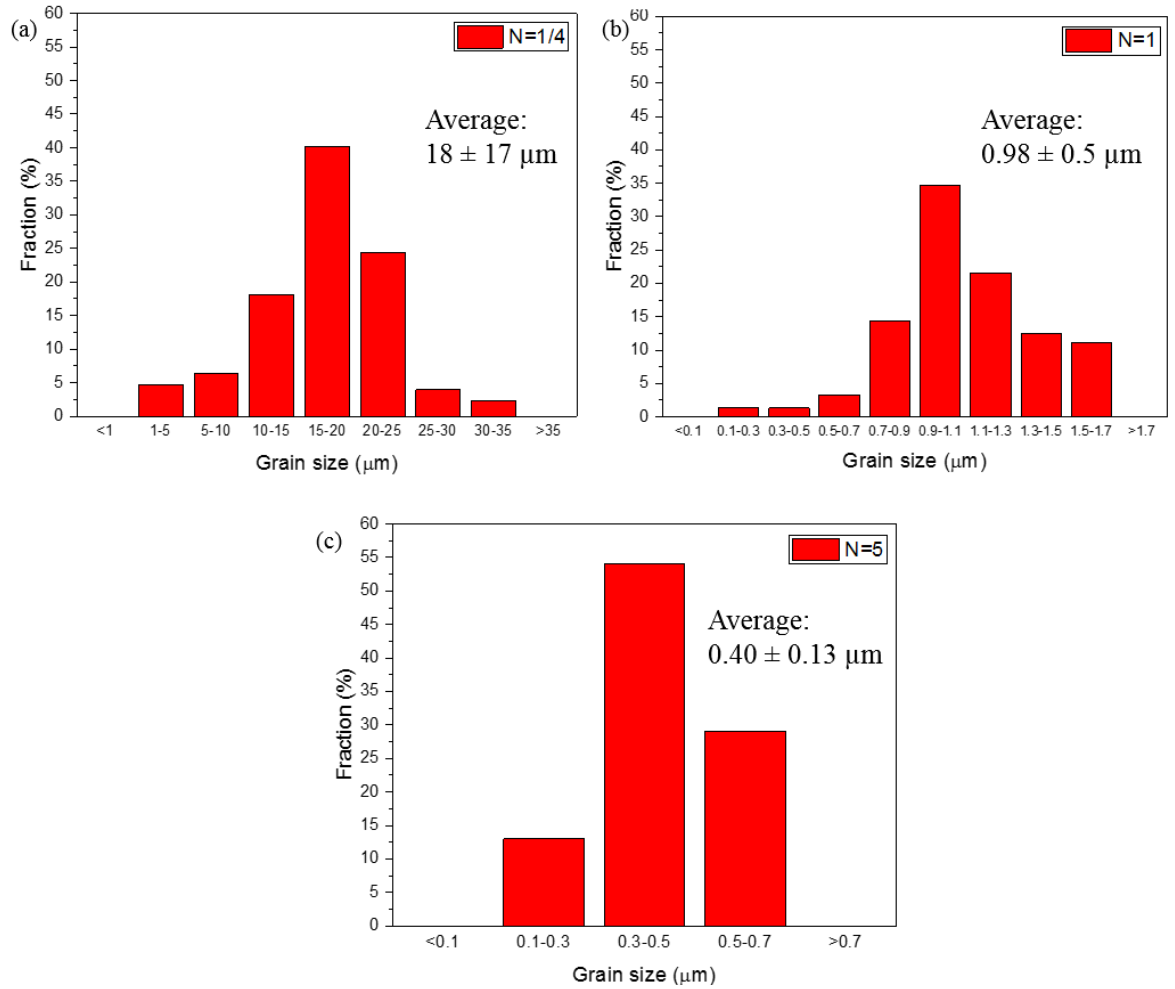 (a)
N=1/4
Average:
18 ± 17 µm
Fraction (%)
60
55
50
45
40
35
30
25
20
15
10
5
0
<1 1-5 5-10 10-15 15-20 20-25 25-30 30-35 >35
Grain size (µm)
(b)
N=1
Average:
0.98 ± 0.5 µm
Fraction (%)
60
55
50
45
40
35
30
25
20
15
10
5
0
<0.1 0.1-0.3 0.3-0.5 0.5-0.7 0.7-0.9 0.9-1.1 1.1-1.3 1.3-1.5 1.5-1.7 >1.7
Grain size (µm)
(c)
N=5
Average:
0.40 ± 0.13 µm
Fraction (%)
60
55
50
45
40
35
30
25
20
15
10
5
0
<0.1 0.1-0.3 0.3-0.5 0.5-0.7 >0.7
Grain size (µm)